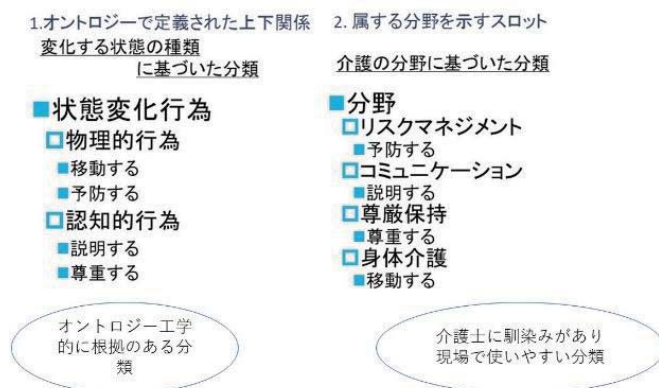 1.オントロジーで定義された上下関係
変化する状態の種類
に基づいた分類
■状態変化行為
□物理的行為
■移動する
■予防する
□認知的行為
■説明する
■尊重する
オントロジー工学
的に根拠のある分
類
2. 属する分野を示すスロット
介護の分野に基づいた分類
■分野
□リスクマネジメント
■予防する
□コミュニケーション
■説明する
□尊厳保持
■尊重する
□身体介護
■移動する
介護士に馴染みがあり
現場で使いやすい分類